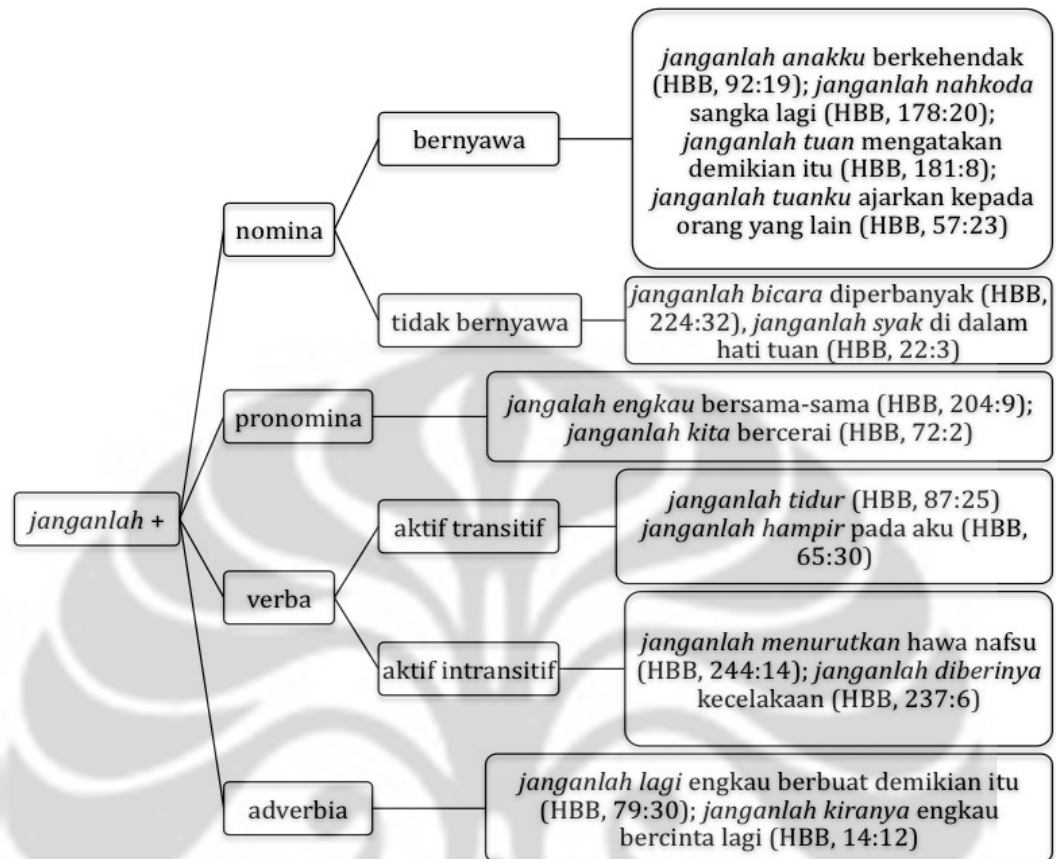 janganlah +
nomina
bernyawa
janganlah anakku berkehendak
(HBB, 92:19); janganlah nahkoda
sangka lagi (HBB, 178:20);
janganlah tuan mengatakan
demikian itu (HBB, 181:8);
janganlah tuanku ajarkan kepada
orang yang lain (HBB, 57:23)
tidak bernyawa
janganlah bicara diperbanyak (HBB,
224:32), janganlah syak di dalam
hati tuan (HBB, 22:3)
pronomina
jangalah engkau bersama-sama (HBB, 204:9);
janganlah kita bercerai (HBB, 72:2)
verba
aktif transitif
janganlah tidur (HBB, 87:25)
janganlah hampir pada aku (HBB,
65:30)
aktif intransitif
janganlah menurutkan hawa nafsu
(HBB, 244:14); janganlah diberinya
kecelakaan (HBB, 237:6)
adverbia
janganlah lagi engkau berbuat demikian itu
(HBB, 79:30); janganlah kiranya engkau
bercinta lagi (HBB, 14:12)